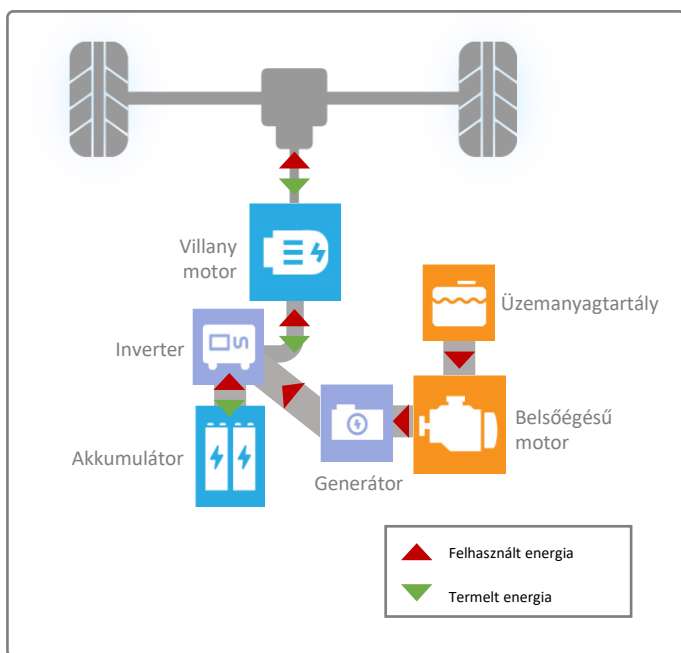 Villany
motor
Üzemanyagtartály
Inverter
Belsőégésű
motor
Akkumulátor
Generátor
Felhasznált energia
Termelt energia